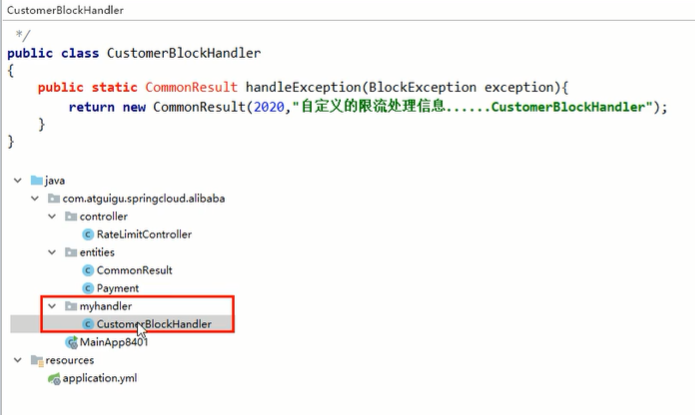 CustomerBlockHandler
*/
public class CustomerBlockHandler
{
public static CommonResult handleException(BlockException exception){
return new CommonResult(2020,"自定义的限流处理信息......CustomerBlockHandler");
}
}
java
com.atguigu.springcloud.alibaba
controller
RateLimitController
entities
CommonResult
Payment
myhandler
CustomerBlockHandler
MainApp8401
resources
application.yml